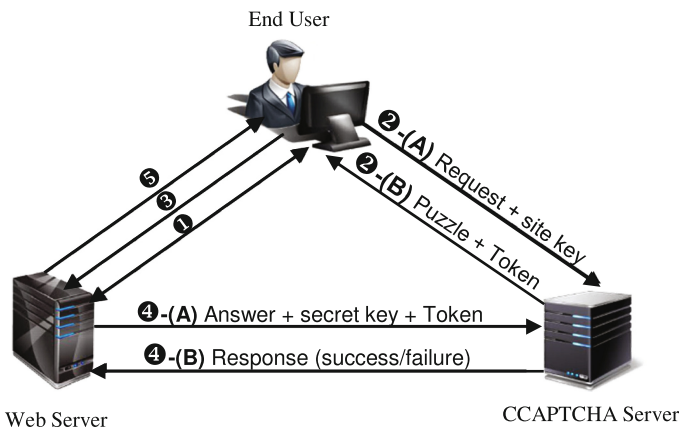 End User
❷-(A) Request + site key
❷-(B) Puzzle + Token
❺
❸
❶
❹-(A) Answer + secret key + Token
❹-(B) Response (success/failure)
Web Server
CCAPTCHA Server